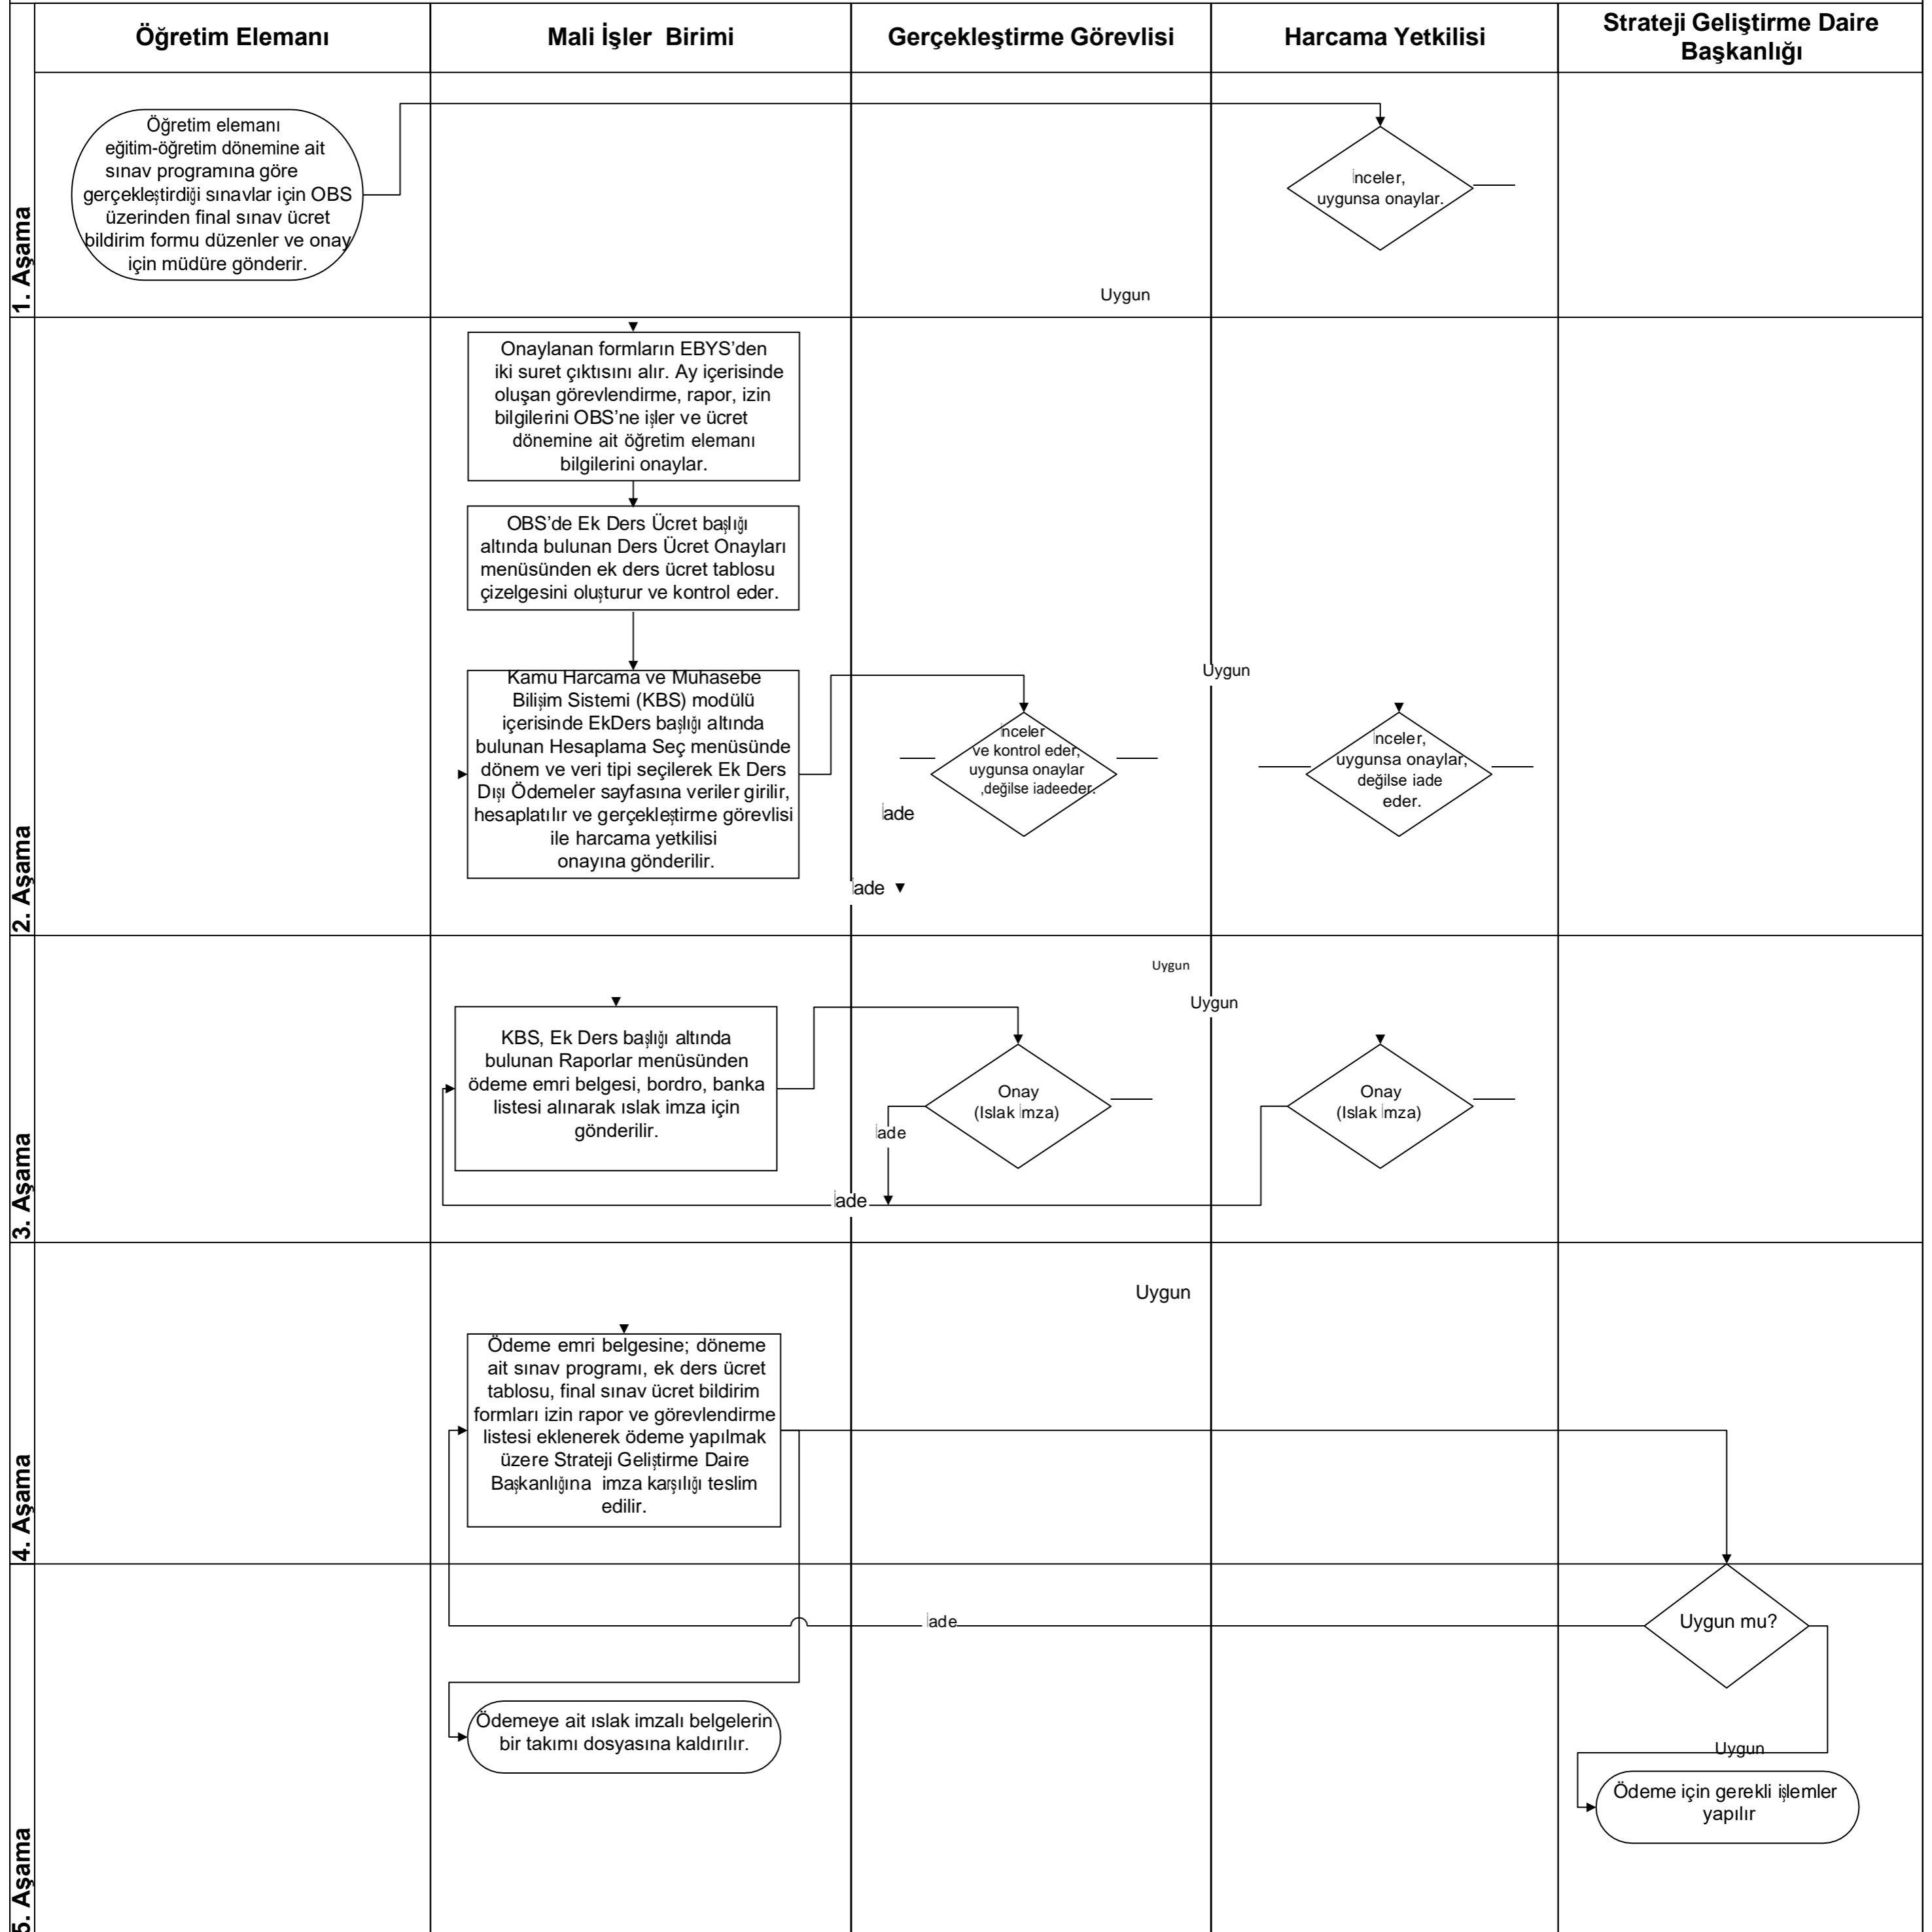 Öğretim Elemanı
Mali İşler Birimi
Gerçekleştirme Görevlisi
Harcama Yetkilisi
Strateji Geliştirme Daire
Başkanlığı
1. Aşama
Öğretim elemanı
eğitim-öğretim dönemine ait
sınav programına göre
gerçekleştirdiği sınavlar için OBS
üzerinden final sınav ücret
bildirim formu düzenler ve onay
için müdüre gönderir.
İnceler,
uygunsa onaylar.
Uygun
2. Aşama
Onaylanan formların EBYS’den
iki suret çıktısını alır. Ay içerisinde
oluşan görevlendirme, rapor, izin
bilgilerini OBS’ne işler ve ücret
dönemine ait öğretim elemanı
bilgilerini onaylar.
OBS’de Ek Ders Ücret başlığı
altında bulunan Ders Ücret Onayları
menüsünden ek ders ücret tablosu
çizelgesini oluşturur ve kontrol eder.
Kamu Harcama ve Muhasebe
Bilişim Sistemi (KBS) modülü
içerisinde EkDers başlığı altında
bulunan Hesaplama Seç menüsünde
dönem ve veri tipi seçilerek Ek Ders
Dışı Ödemeler sayfasına veriler girilir,
hesaplatılır ve gerçekleştirme görevlisi
ile harcama yetkilisi
onayına gönderilir.
İnceler
ve kontrol eder,
uygunsa onaylar
,değilse iadeeder.
Uygun
İnceler,
uygunsa onaylar,
değilse iade
eder.
İade
İade
3. Aşama
Uygun
Uygun
KBS, Ek Ders başlığı altında
bulunan Raporlar menüsünden
ödeme emri belgesi, bordro, banka
listesi alınarak ıslak imza için
gönderilir.
Onay
(Islak İmza)
Onay
(Islak İmza)
İade
İade
4. Aşama
Uygun
Ödeme emri belgesine; döneme
ait sınav programı, ek ders ücret
tablosu, final sınav ücret bildirim
formları izin rapor ve görevlendirme
listesi eklenerek ödeme yapılmak
üzere Strateji Geliştirme Daire
Başkanlığına imza karşılığı teslim
edilir.
5. Aşama
Uygun mu?
İade
Ödemeye ait ıslak imzalı belgelerin
bir takımı dosyasına kaldırılır.
Uygun
Ödeme için gerekli işlemler
yapılır